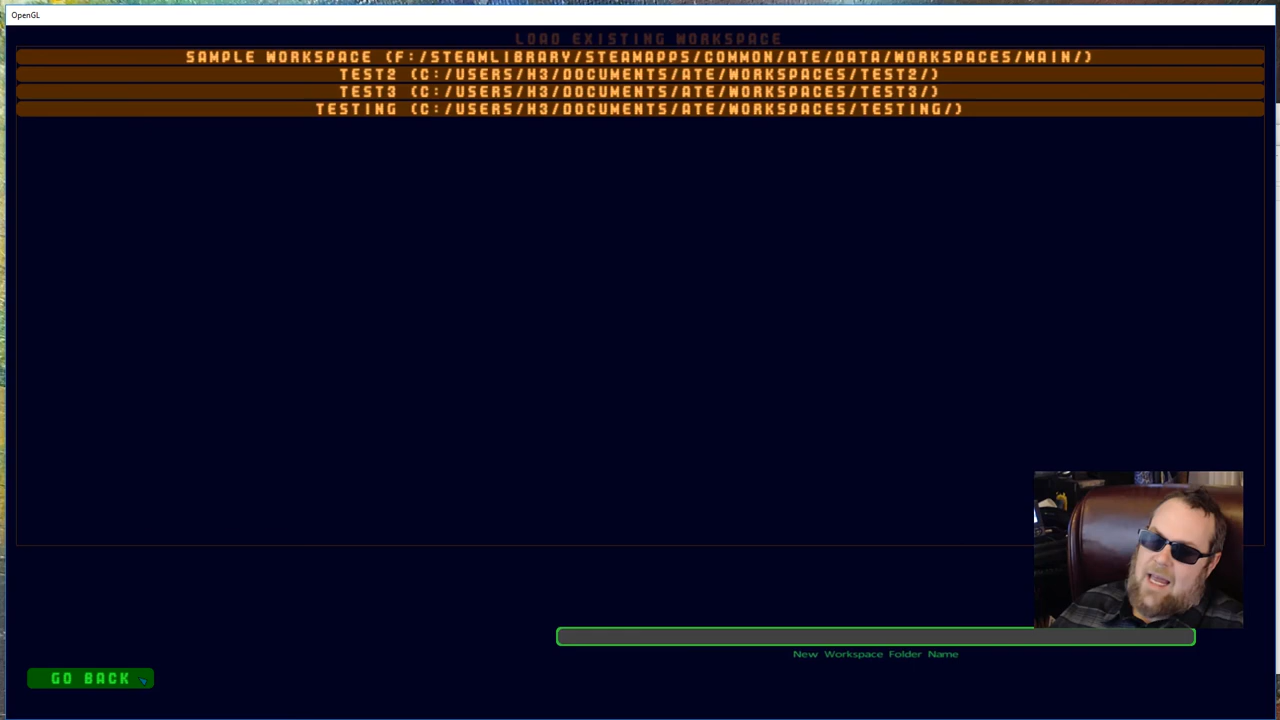 OpenGL
LOAD EXISTING WORKSPACE
SAMPLE WORKSPACE (F:/STEAMLIBRARY/STEAMAPPS/COMMON/ATE/DATA/WORKSPACES/MAIN/)
TEST2 (C:/USERS/H3/DOCUMENTS/ATE/WORKSPACES/TEST2/)
TEST3 (C:/USERS/H3/DOCUMENTS/ATE/WORKSPACES/TEST3/)
TESTING (C:/USERS/H3/DOCUMENTS/ATE/WORKSPACES/TESTING/)
New Workspace Folder Name
GO BACK